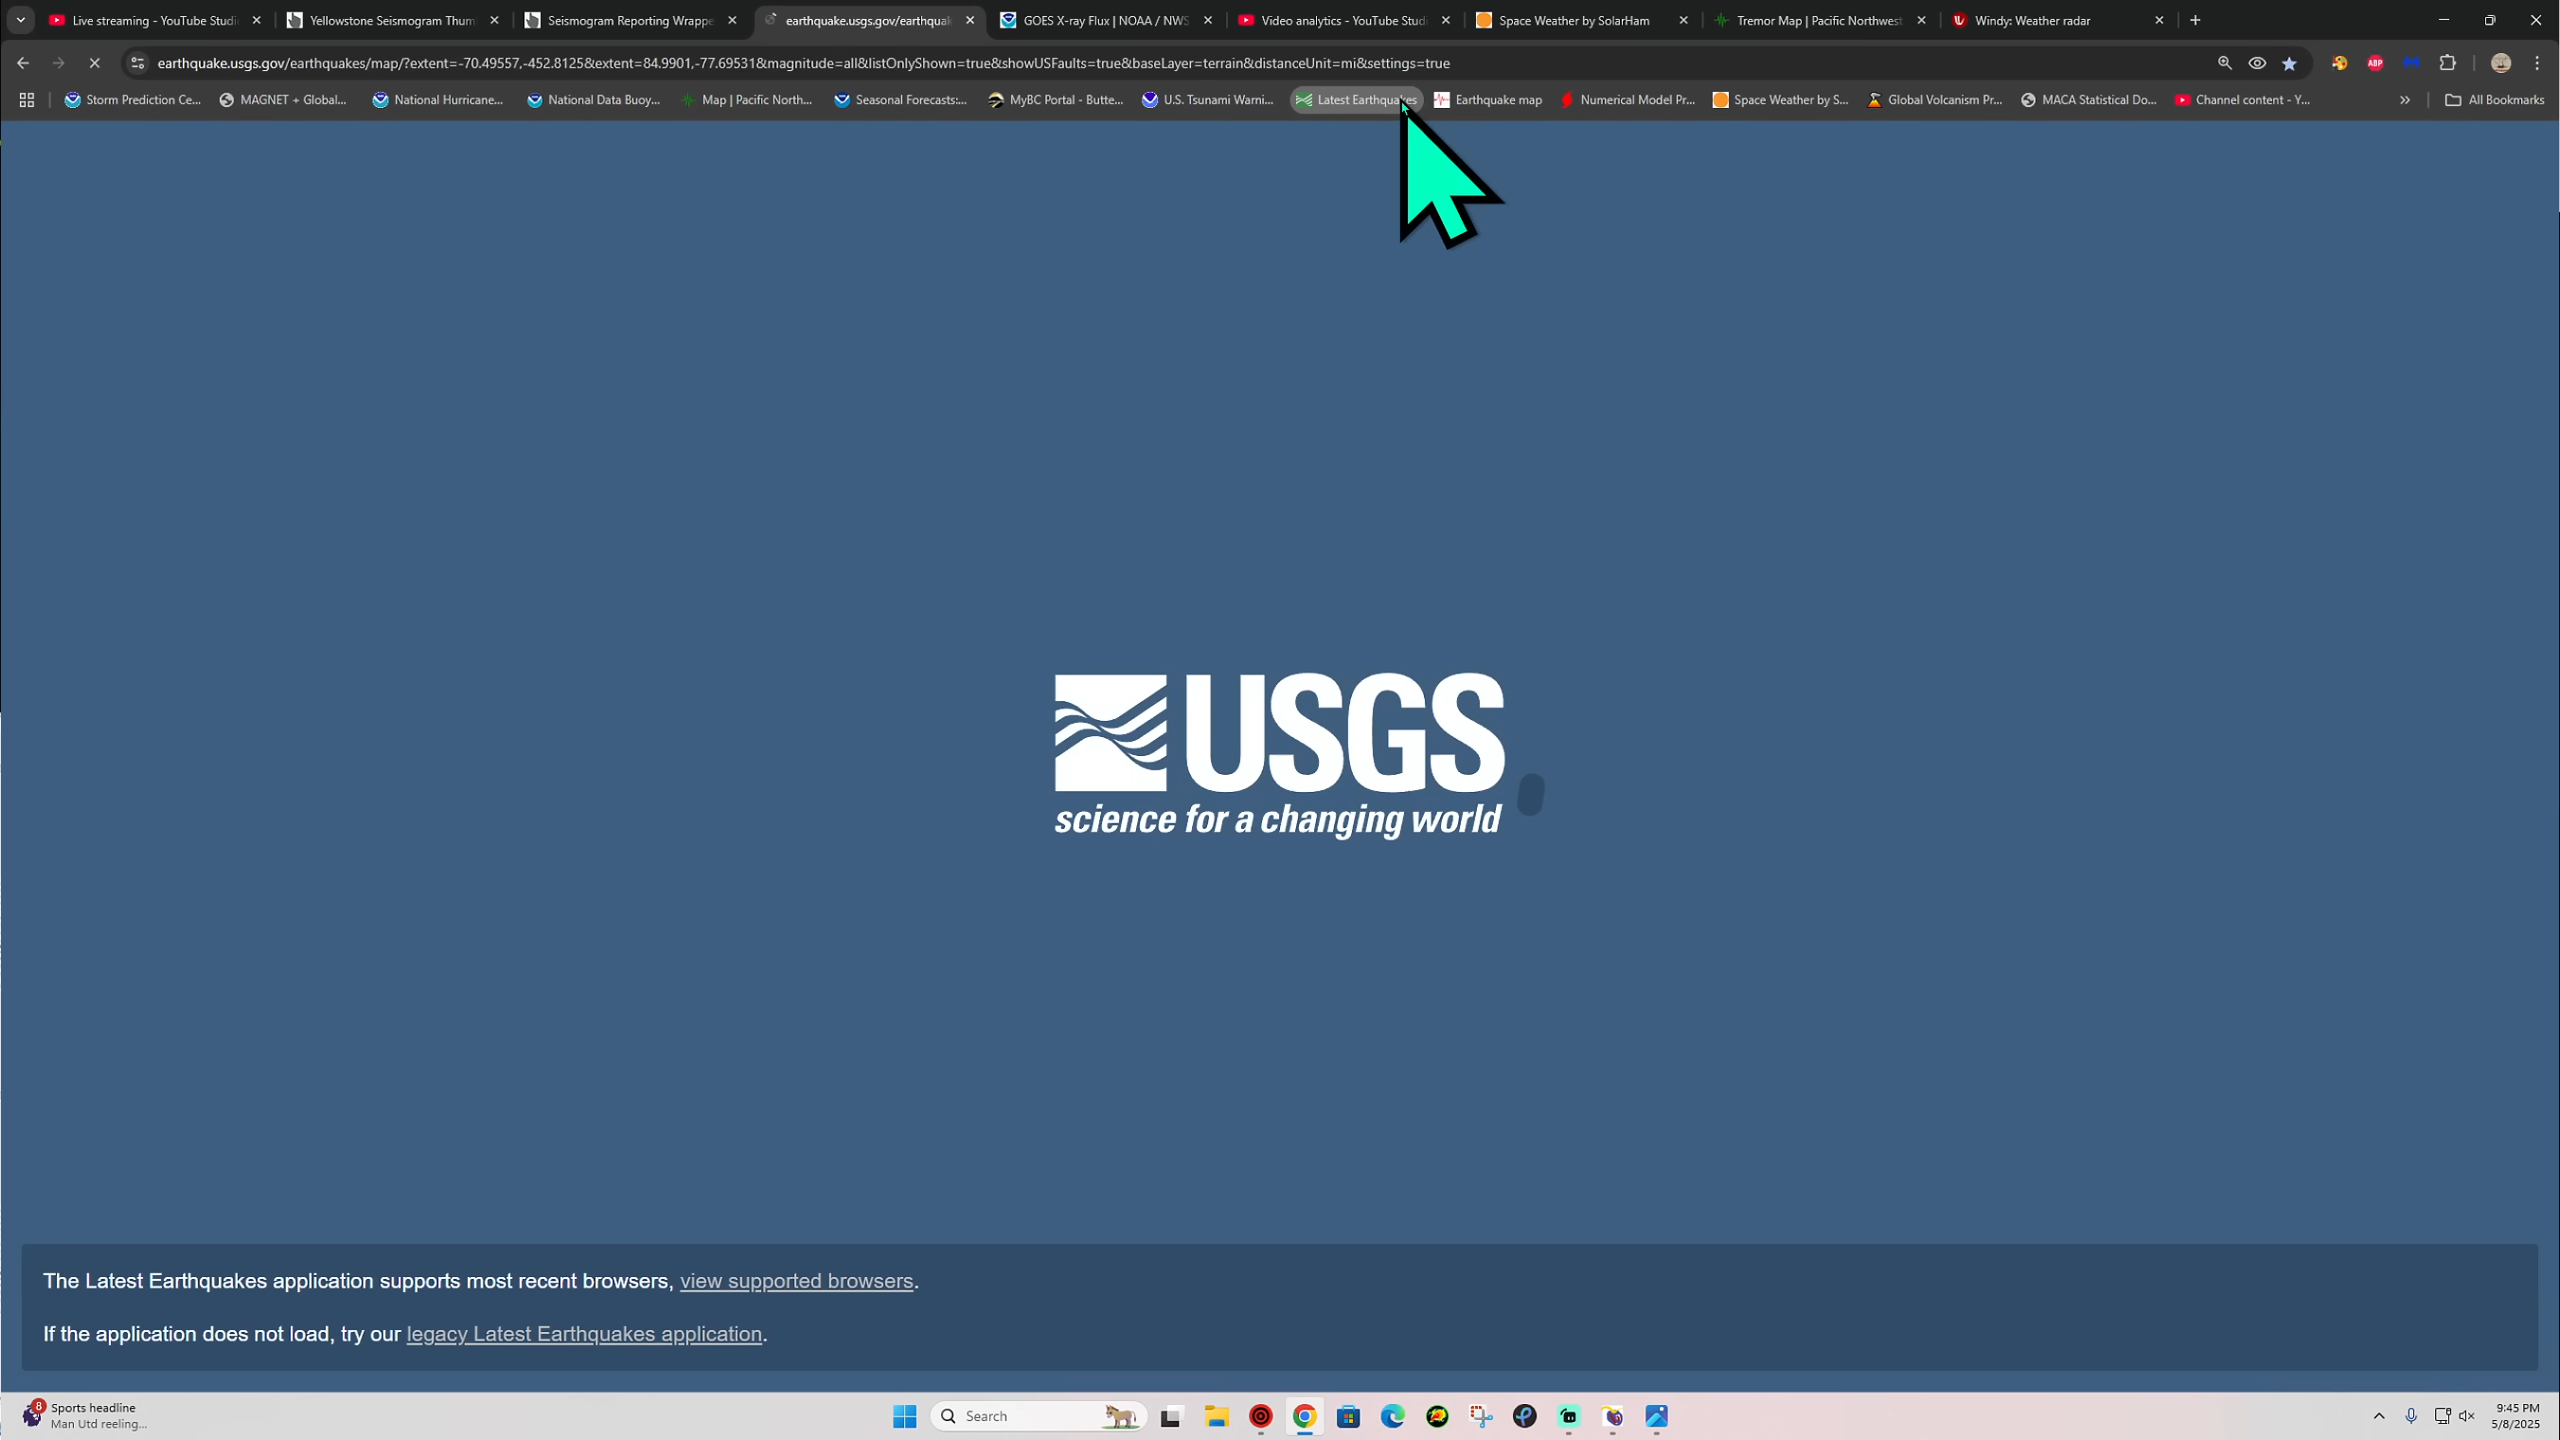 Live streaming - YouTube Studi
Yellowstone Seismogram Thum
Seismogram Reporting Wrappe
earthquake.usgs.gov/earthquak
GOES X-ray Flux | NOAA / NWS
Video analytics - YouTube Studi
Space Weather by SolarHam
Tremor Map | Pacific Northwest
Windy: Weather radar
earthquake.usgs.gov/earthquakes/map/?extent=-70.49557,-452.8125&extent=84.9901,-77.69531&magnitude=all&listOnlyShown=true&showUSFaults=true&baseLayer=terrain&distanceUnit=mi&settings=true
ABP
Storm Prediction Ce...
MAGNET + Global...
National Hurricane...
National Data Buoy...
Map | Pacific North...
Seasonal Forecasts:...
MyBC Portal - Butte...
U.S. Tsunami Warni...
Latest Earthquakes
Earthquake map
Numerical Model Pr...
Space Weather by S...
Global Volcanism Pr...
MACA Statistical Do...
Channel content - Y...
All Bookmarks
USGS
science for a changing world
The Latest Earthquakes application supports most recent browsers, view supported browsers.
If the application does not load, try our legacy Latest Earthquakes application.
8
Sports headline
Man Utd reeling...
Search
9:45 PM
5/8/2025